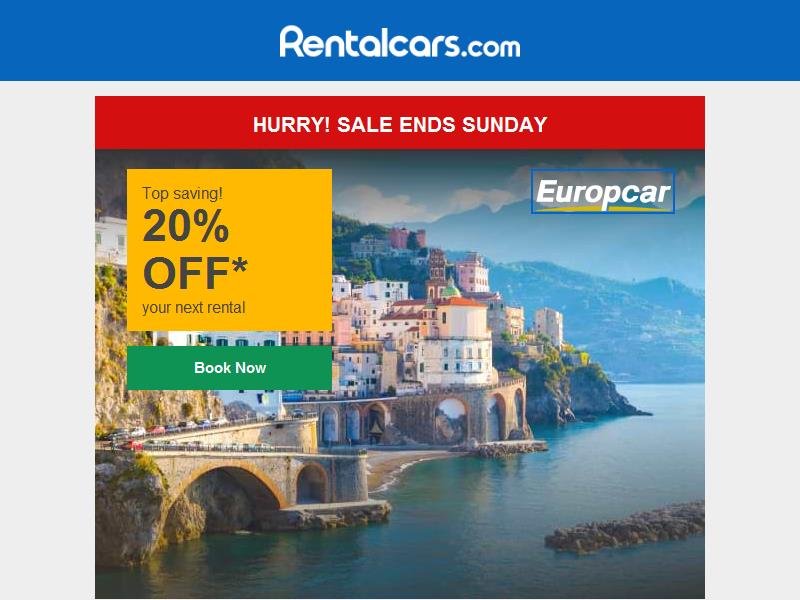 Rentalcars.com
HURRY! SALE ENDS SUNDAY
Top saving!
20%
OFF*
your next rental
Europcar
Book Now